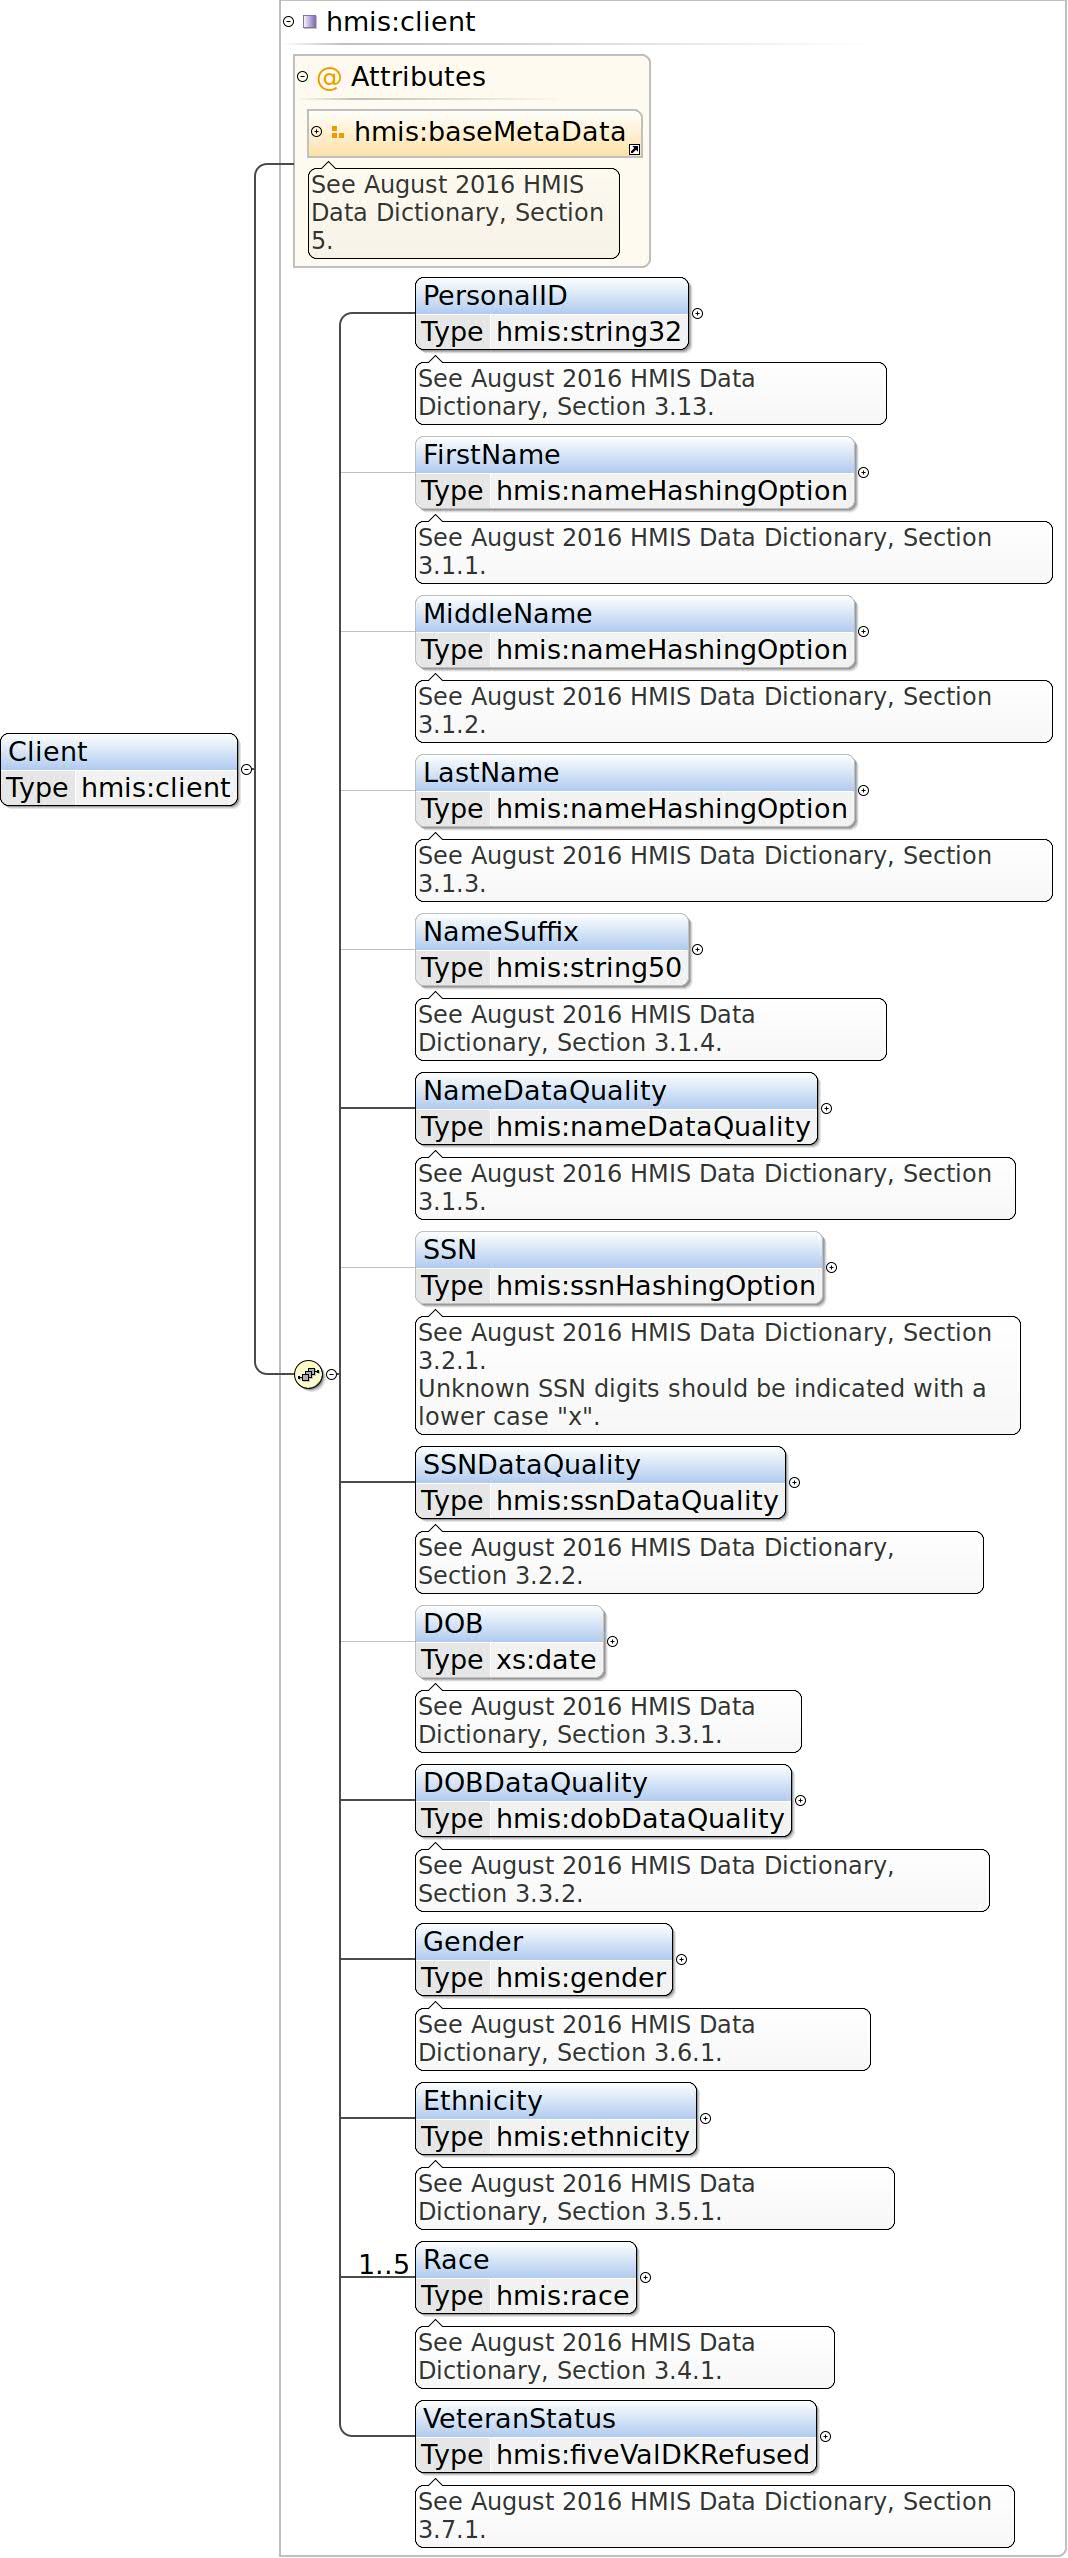 hmis:client
@ Attributes
hmis:baseMetaData
See August 2016 HMIS
Data Dictionary, Section
5.
PersonalID
Type hmis:string32
See August 2016 HMIS Data
Dictionary, Section 3.13.
FirstName
Type hmis:nameHashingOption
See August 2016 HMIS Data Dictionary, Section
3.1.1.
MiddleName
Type hmis:nameHashingOption
See August 2016 HMIS Data Dictionary, Section
3.1.2.
Client
Type hmis:client
LastName
Type hmis:nameHashingOption
See August 2016 HMIS Data Dictionary, Section
3.1.3.
NameSuffix
Type hmis:string50
See August 2016 HMIS Data
Dictionary, Section 3.1.4.
NameDataQuality
Type hmis:nameDataQuality
See August 2016 HMIS Data Dictionary, Section
3.1.5.
SSN
Type hmis:ssnHashingOption
See August 2016 HMIS Data Dictionary, Section
3.2.1.
Unknown SSN digits should be indicated with a
lower case "x".
SSNDataQuality
Type hmis:ssnDataQuality
See August 2016 HMIS Data Dictionary,
Section 3.2.2.
DOB
Type xs:date
See August 2016 HMIS Data
Dictionary, Section 3.3.1.
DOBDataQuality
Type hmis:dobDataQuality
See August 2016 HMIS Data Dictionary,
Section 3.3.2.
Gender
Type hmis:gender
See August 2016 HMIS Data
Dictionary, Section 3.6.1.
Ethnicity
Type hmis:ethnicity
See August 2016 HMIS Data
Dictionary, Section 3.5.1.
1..5 Race
Type hmis:race
See August 2016 HMIS Data
Dictionary, Section 3.4.1.
VeteranStatus
Type hmis:fiveValDKRefused
See August 2016 HMIS Data Dictionary, Section
3.7.1.